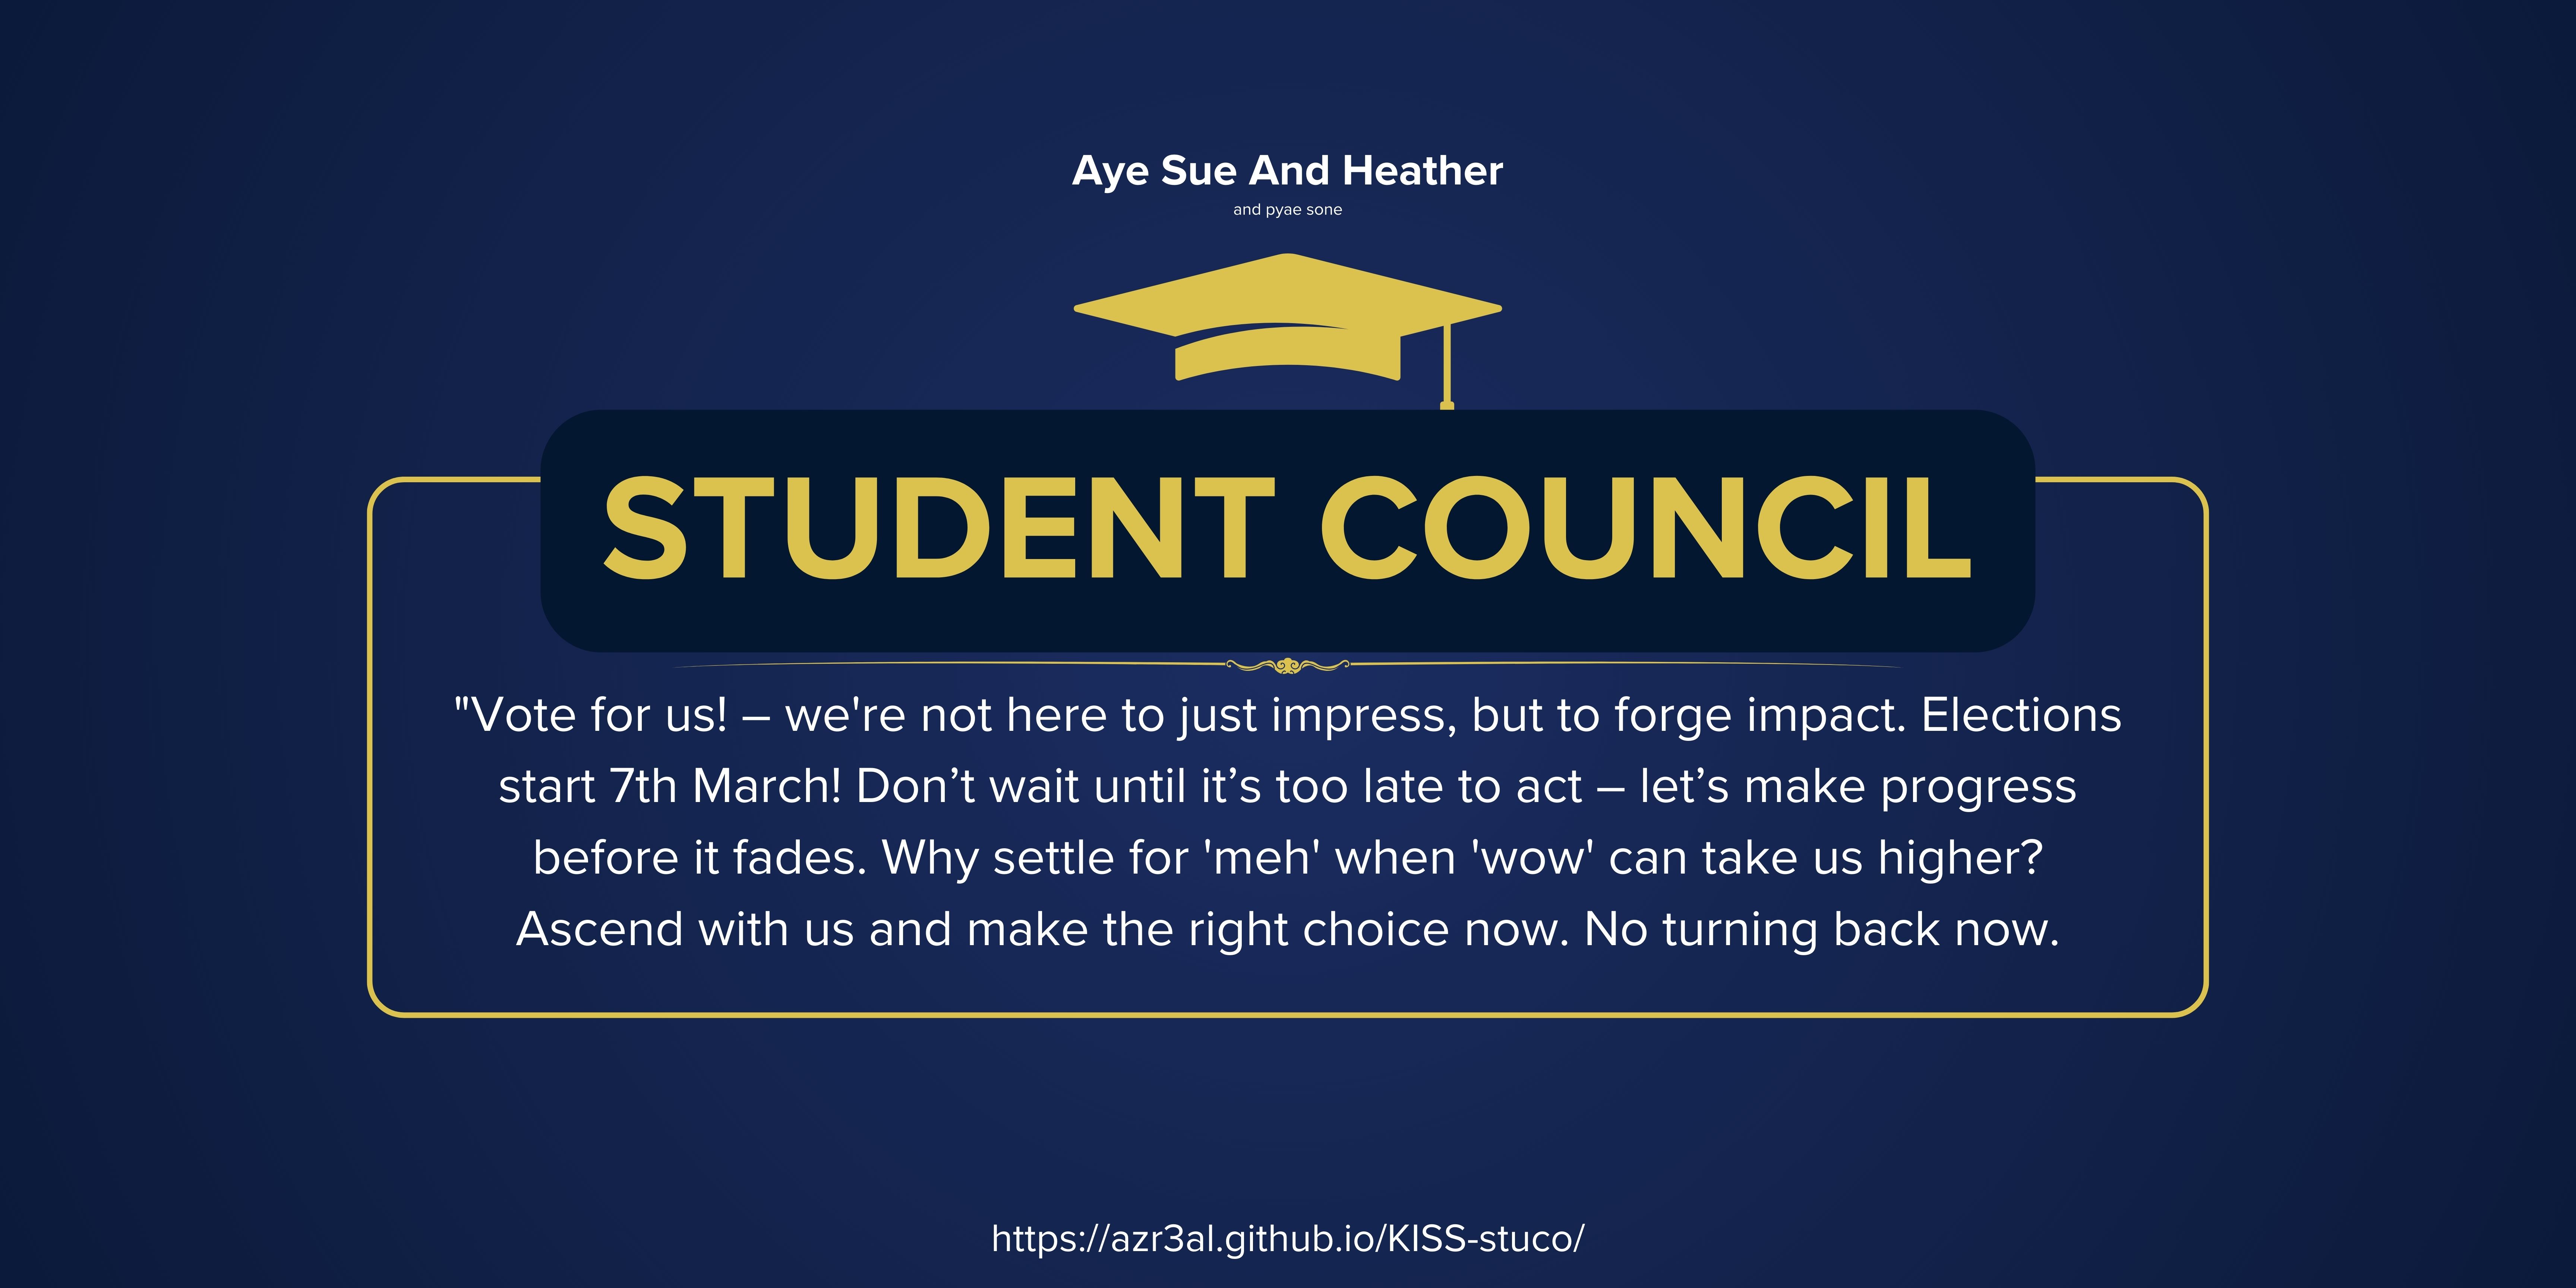 Aye Sue And Heather
and pyae sone
STUDENT COUNCIL
"Vote for us! – we're not here to just impress, but to forge impact. Elections
start 7th March! Don’t wait until it’s too late to act – let’s make progress
before it fades. Why settle for 'meh' when 'wow' can take us higher?
Ascend with us and make the right choice now. No turning back now.
https://azr3al.github.io/KISS-stuco/